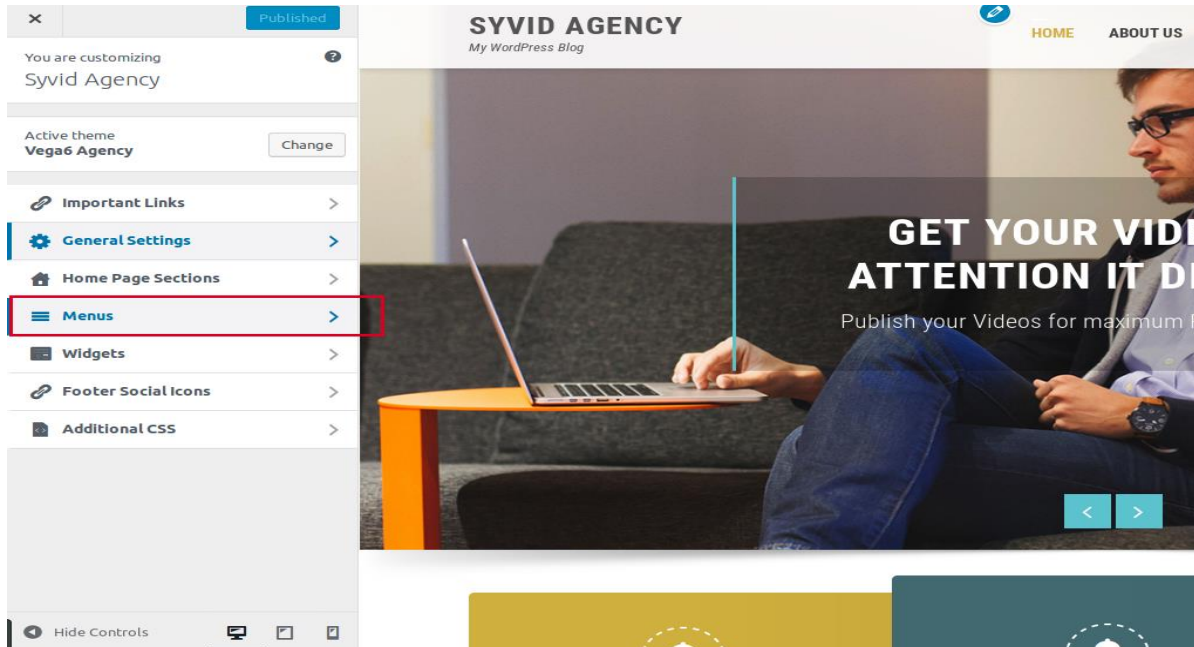 Published
You are customizing
Syvid Agency
Active theme
Vega6 Agency
Change
Important Links
General Settings
Home Page Sections
Menus
Widgets
Footer Social Icons
Additional CSS
Hide Controls
SYVID AGENCY
My WordPress Blog
HOME ABOUT US
GET YOUR
ATTENTION IT
Publish your Videos for maximum